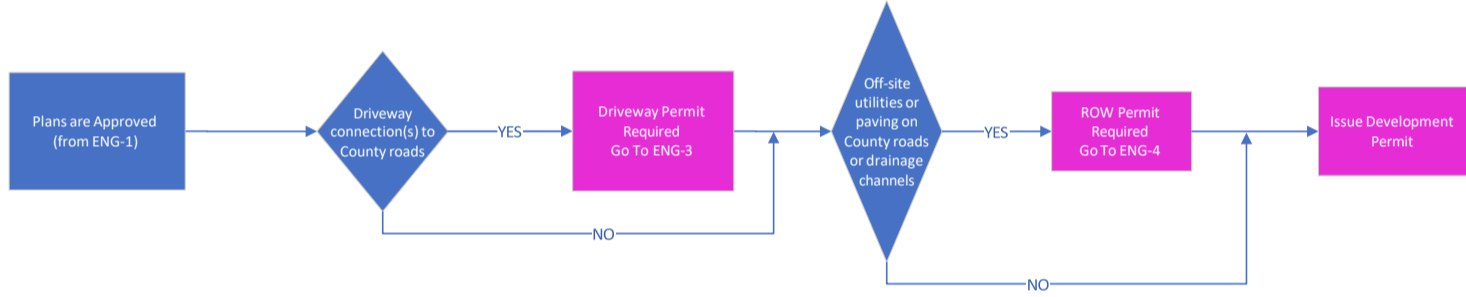 Plans are Approved
(from ENG-1)
Driveway
connection(s) to
County roads
YES
NO
Driveway Permit
Required
Go To ENG-3
Off-site
utilities or
paving on
County roads
or drainage
channels
YES
NO
ROW Permit
Required
Go To ENG-4
Issue Development
Permit